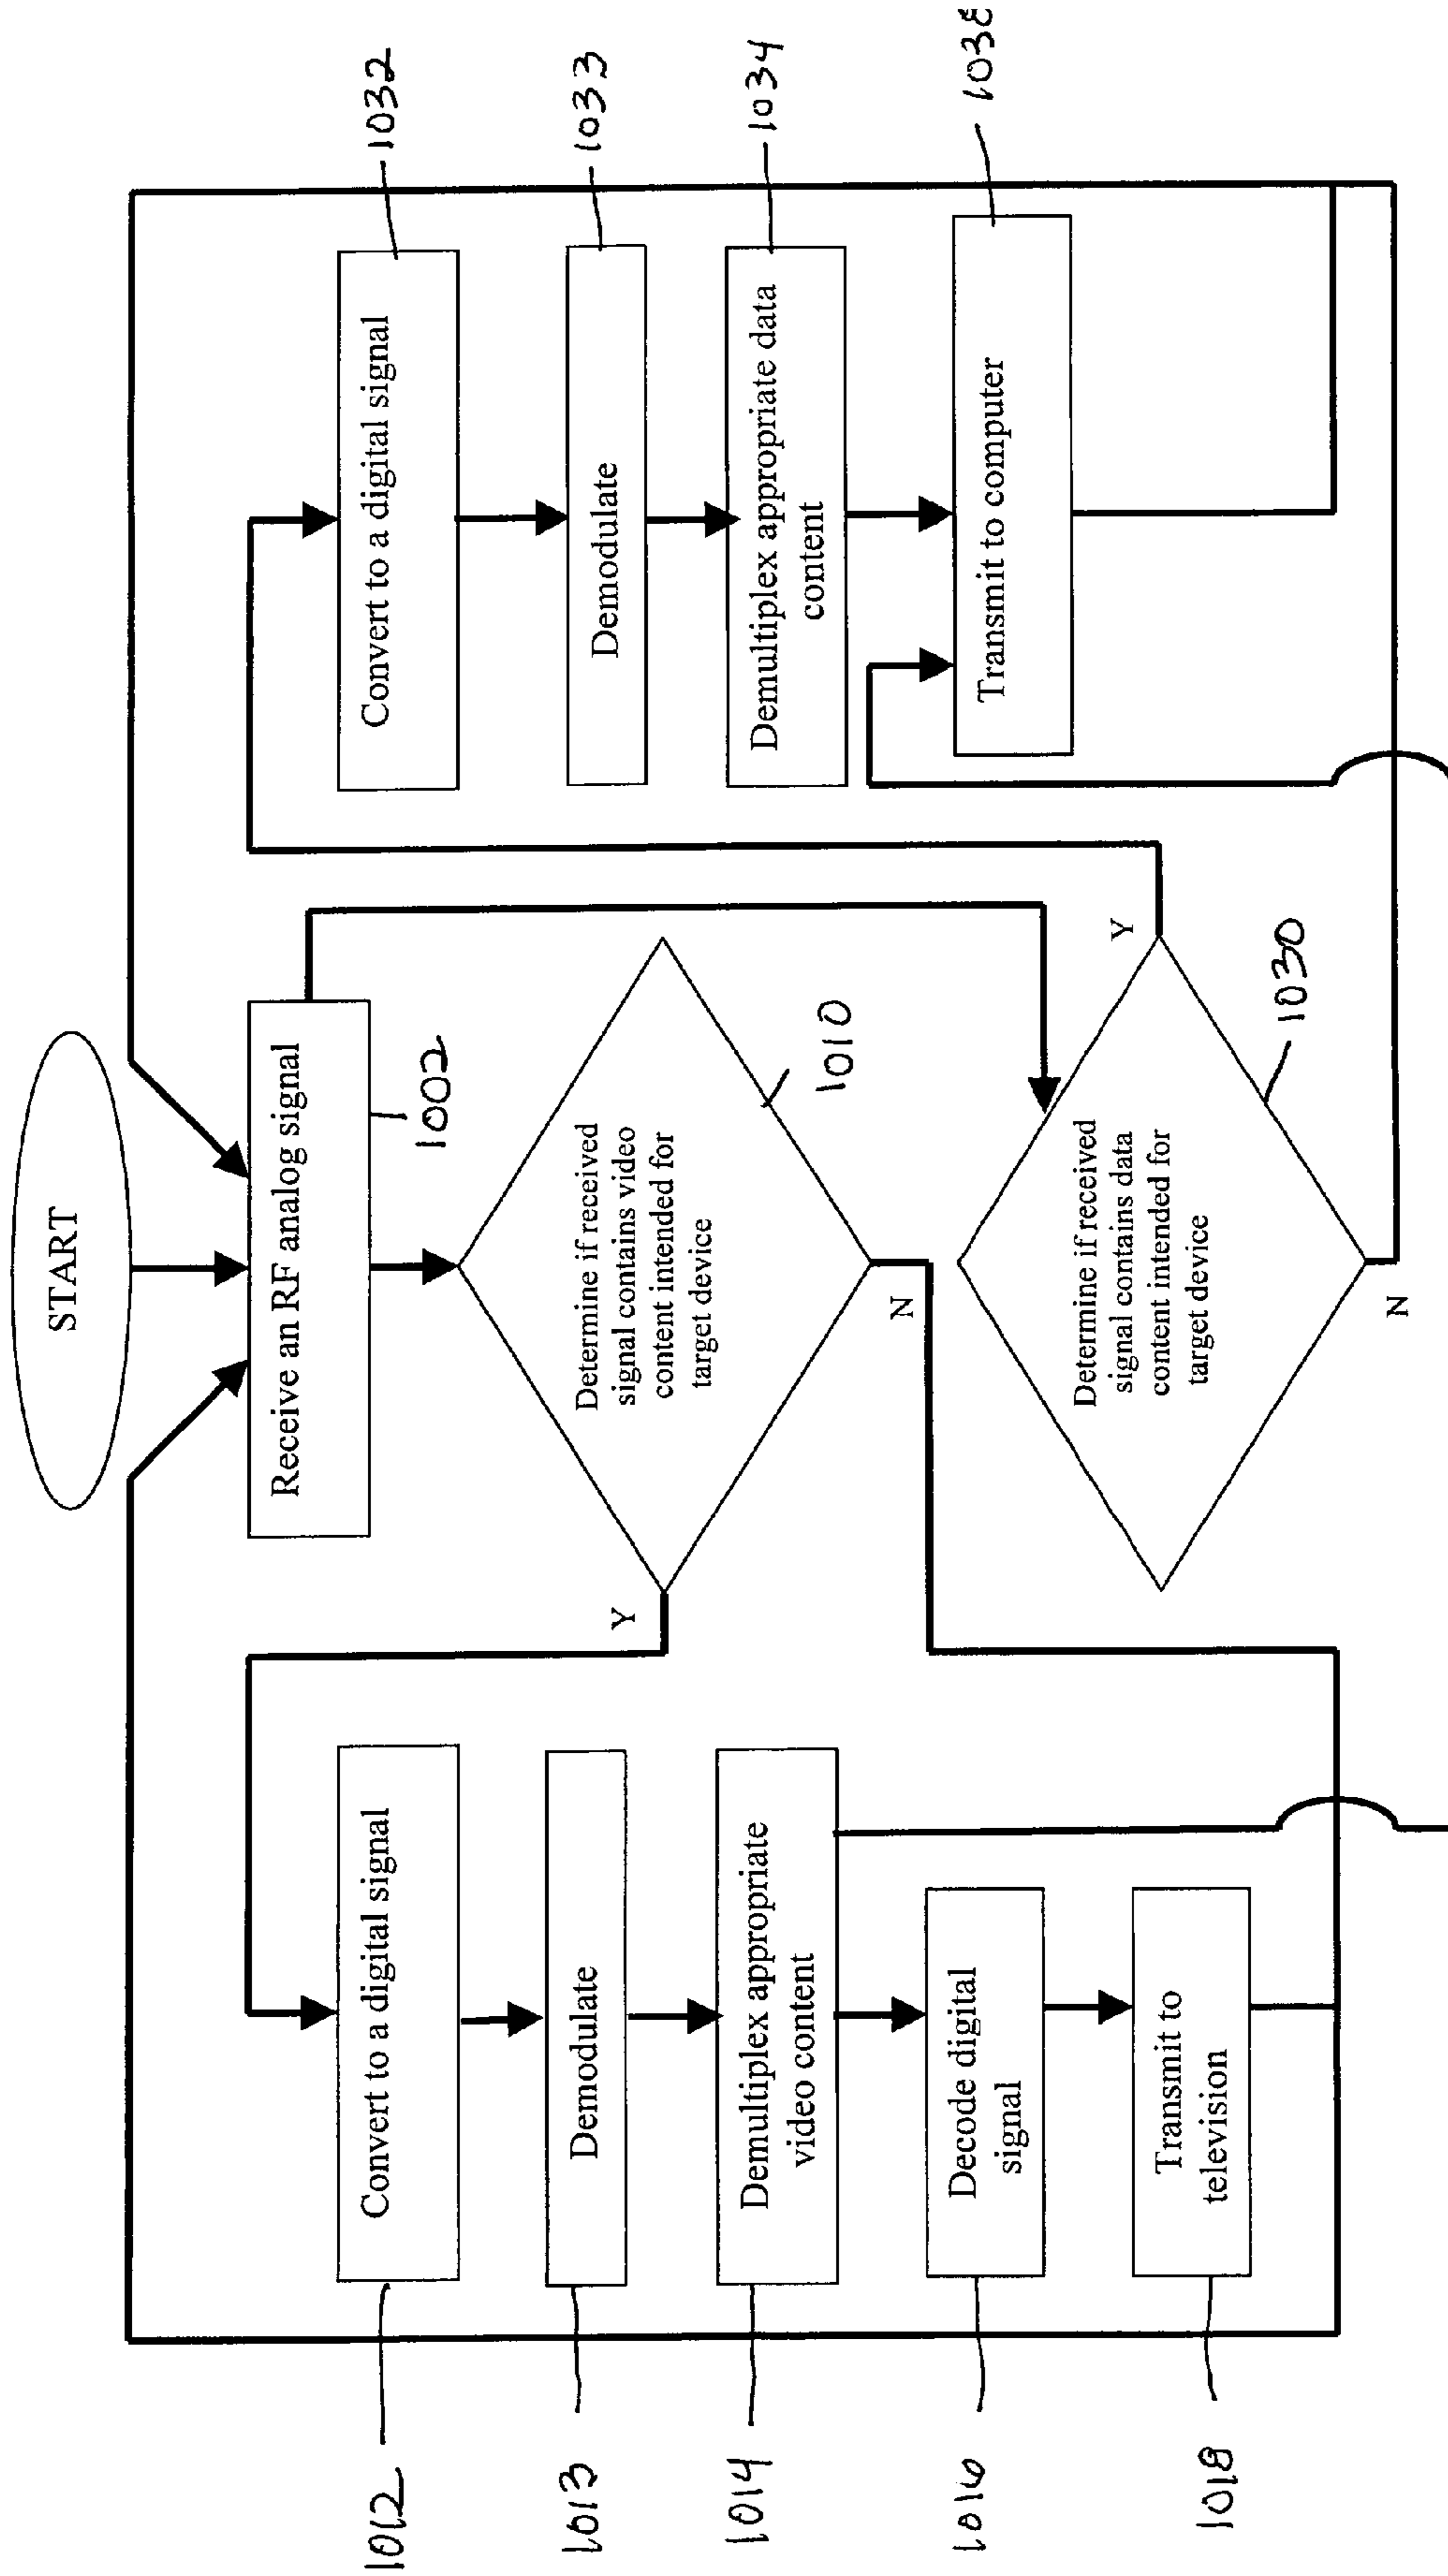 START
Receive an RF analog signal
1002
Determine if received
signal contains video
content intended for
target device
1010
Y
N
Convert to a digital signal
1012
Demodulate
1013
Demultiplex appropriate
video content
1014
Decode digital
signal
1016
Transmit to
television
1018
Determine if received
signal contains data
content intended for
target device
1030
Y
N
Convert to a digital signal
1032
Demodulate
1033
Demultiplex appropriate data
content
1034
Transmit to computer